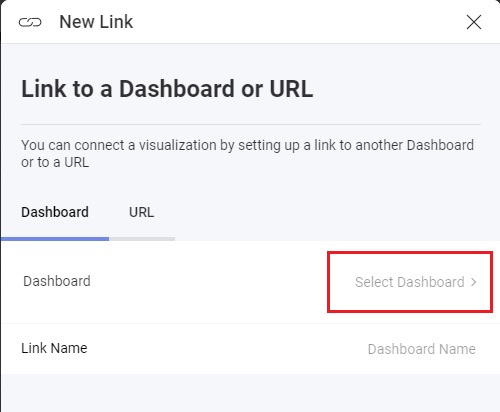 New Link
Link to a Dashboard or URL
You can connect a visualization by setting up a link to another Dashboard
or to a URL
Dashboard URL
Dashboard Select Dashboard >
Link Name Dashboard Name